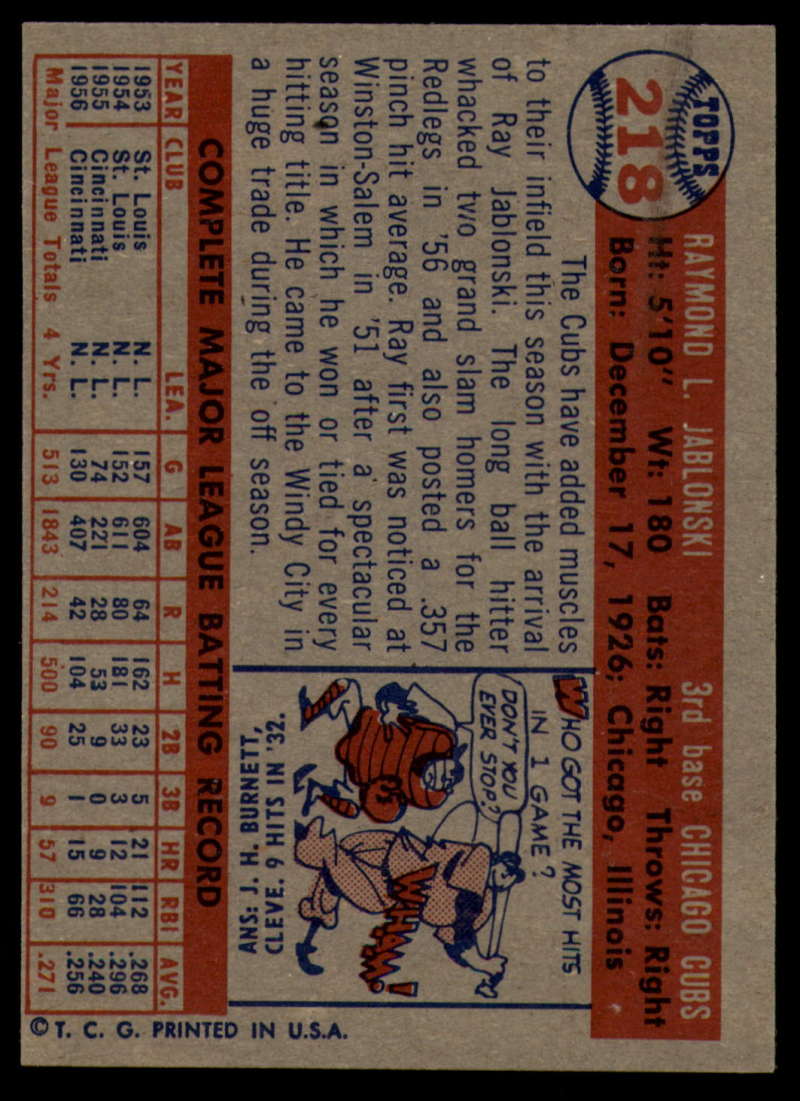 TOPPS
218
RAYMOND L. JABLONSKI 3rd base CHICAGO CUBS
Ht: 5'10" Wt: 180 Bats: Right Throws: Right
Born: December 17, 1926; Chicago, Illinois
The Cubs have added muscles
to their infield this season with the arrival
of Ray Jablonski. The long ball hitter
whacked two grand slam homers for the
Redlegs in '56 and also posted a .357
pinch hit average. Ray first was noticed at
Winston-Salem in '51 after a spectacular
season in which he won or tied for every
hitting title. He came to the Windy City in
a huge trade during the off season.
WHO GOT THE MOST HITS
IN 1 GAME?
DON'T YOU
EVER STOP?
WHAM!
ANS: J. H. BURNETT,
CLEVE. 9 HITS IN '32.
COMPLETE MAJOR LEAGUE BATTING RECORD
YEAR CLUB LEA. G AB R H 2B 3B HR RBI AVG.
1953 St. Louis N. L. 157 604 64 162 23 5 21 112 .268
1954 St. Louis N. L. 152 611 80 181 33 3 12 104 .296
1955 Cincinnati N. L. 74 221 28 53 9 0 9 28 .240
1956 Cincinnati N. L. 130 407 42 104 25 1 15 66 .256
Major League Totals 4 Yrs. 513 1843 214 500 90 9 57 310 .271
© T. C. G. PRINTED IN U.S.A.